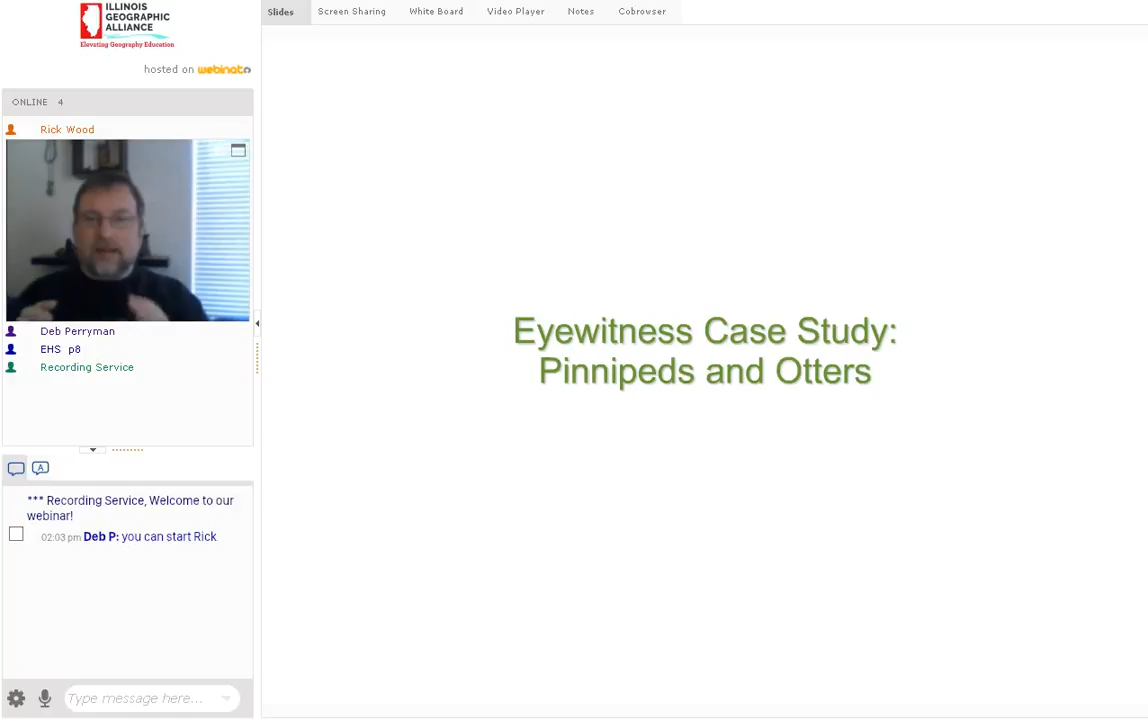 ILLINOIS
GEOGRAPHIC
ALLIANCE
Elevating Geography Education
hosted on webinato
ONLINE 4
Rick Wood
Deb Perryman
EHS p8
Recording Service
*** Recording Service, Welcome to our
webinar!
02:03 pm Deb P: you can start Rick
Type message here...
Slides Screen Sharing White Board Video Player Notes Cobrowser
Eyewitness Case Study:
Pinnipeds and Otters